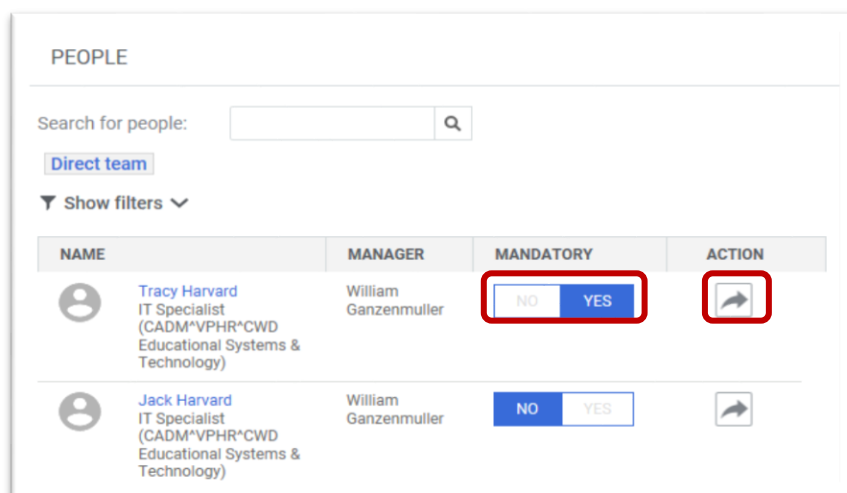 PEOPLE
Search for people:
Direct team
Show filters
NAME MANAGER MANDATORY ACTION
Tracy Harvard William NO YES
IT Specialist Ganzenmuller
(CADM^VPHR^CWD
Educational Systems &
Technology)
Jack Harvard William NO YES
IT Specialist Ganzenmuller
(CADM^VPHR^CWD
Educational Systems &
Technology)